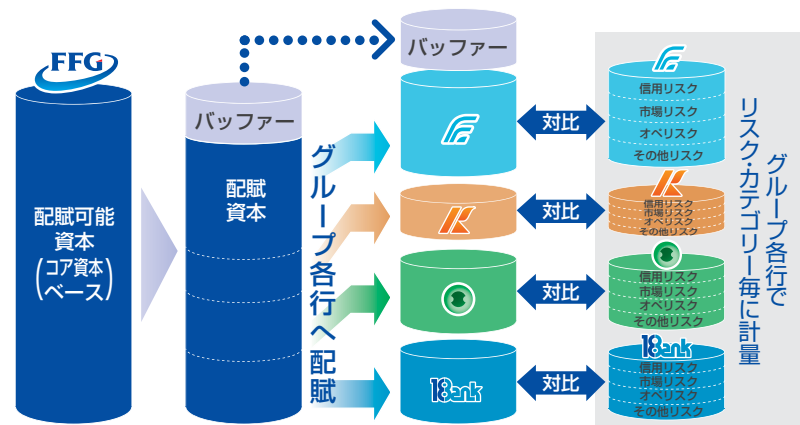 FFG
配賦可能
資本
(コア資本
ベース)
バッファー
配賦
資本
グループ各行へ配賦
バッファー
18Bank
対比
対比
対比
対比
信用リスク
市場リスク
オペリスク
その他リスク
信用リスク
市場リスク
オペリスク
その他リスク
信用リスク
市場リスク
オペリスク
その他リスク
18Bank
信用リスク
市場リスク
オペリスク
その他リスク
グループ各行で
リスク・カテゴリー毎に計量